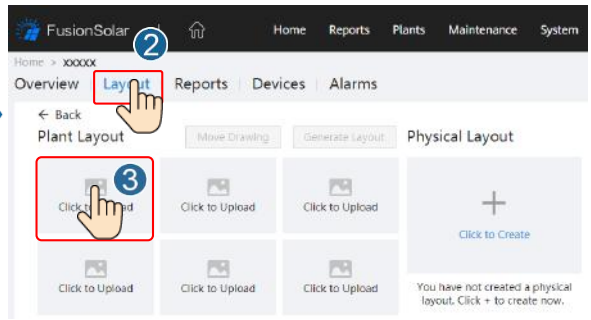 FusionSolar
Home Reports Plants Maintenance System
2
Home > xxxxx
Overview Layout Reports Devices Alarms
← Back
Plant Layout Move Drawing Generate Layout Physical Layout
3
Click to Upload Click to Upload Click to Upload
Click to Create
Click to Upload Click to Upload Click to Upload
You have not created a physical
layout. Click + to create now.